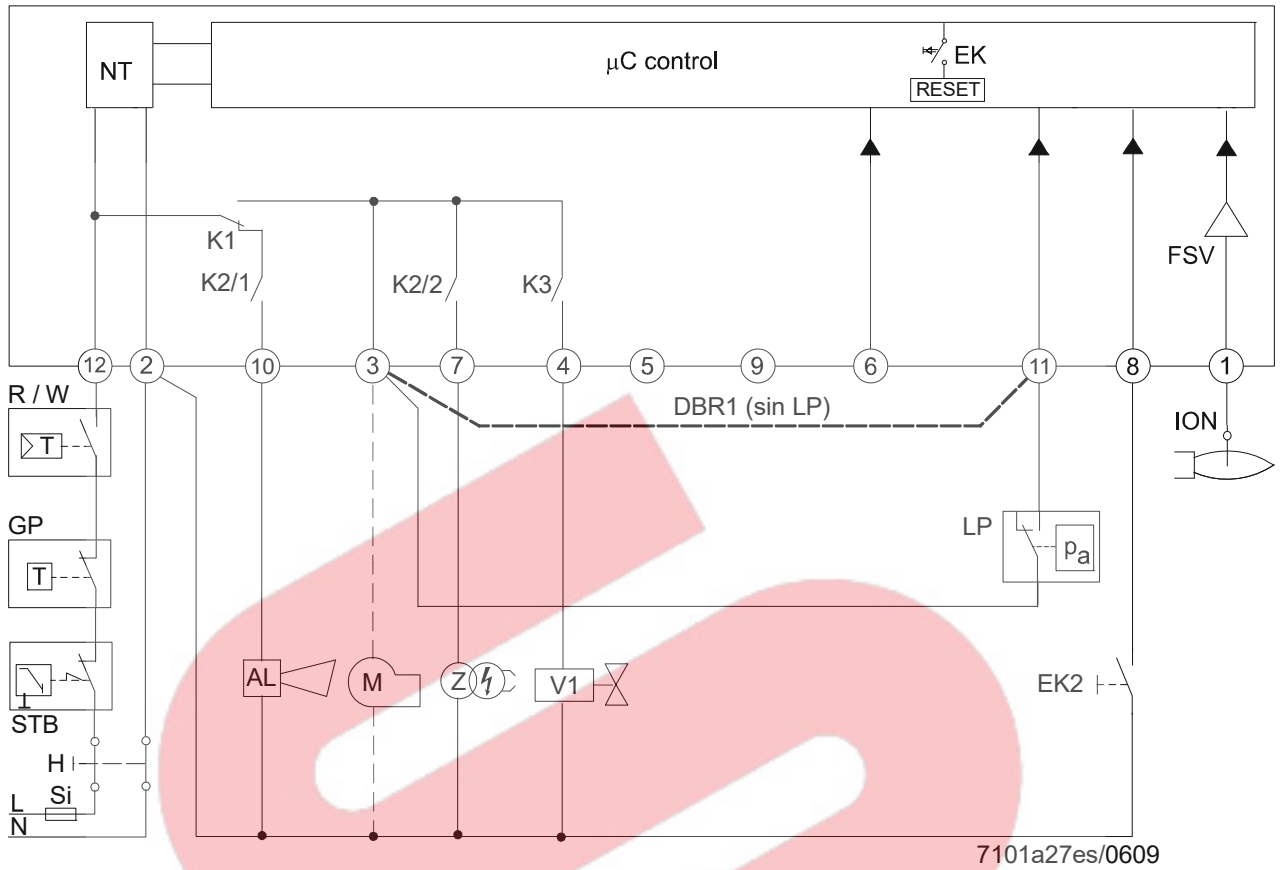 NT
μC control
EK
RESET
FSV
K1
K2/1
K2/2
K3
12
2
10
3
7
4
5
9
6
11
8
1
DBR1 (sin LP)
ION
R / W
T
GP
T
STB
H
Si
L
N
AL
M
Z
V1
LP
pa
EK2
7101a27es/0609